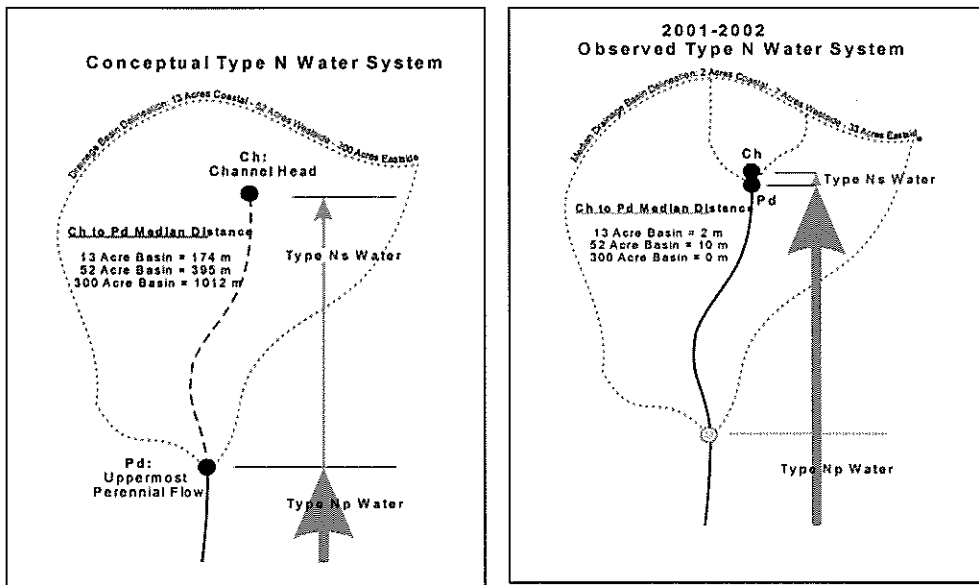 Conceptual Type N Water System
Drainage Basin Delineation: 13 Acres Coastal - 52 Acres Westside - 300 Acres Eastside
Ch:
Channel Head
Ch to Pd Median Distance
13 Acre Basin = 174 m
52 Acre Basin = 395 m
300 Acre Basin = 1012 m
Type Ns Water
Pd:
Uppermost
Perennial Flow
Type Np Water
2001-2002
Observed Type N Water System
Median Drainage Basin Delineation: 2 Acres Coastal - 7 Acres Westside - 33 Acres Eastside
Ch
Type Ns Water
Pd
Ch to Pd Median Distance
13 Acre Basin = 2 m
52 Acre Basin = 10 m
300 Acre Basin = 0 m
Type Np Water